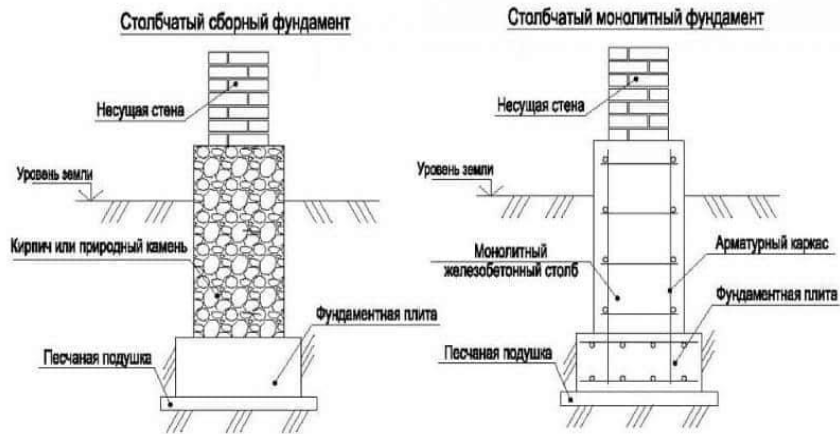 Столбчатый сборный фундамент
Несущая стена
Уровень земли
Кирпич или природный камень
Фундаментная плита
Песчаная подушка
Столбчатый монолитный фундамент
Несущая стена
Уровень земли
Монолитный
железобетонный столб
Арматурный каркас
Фундаментная плита
Песчаная подушка